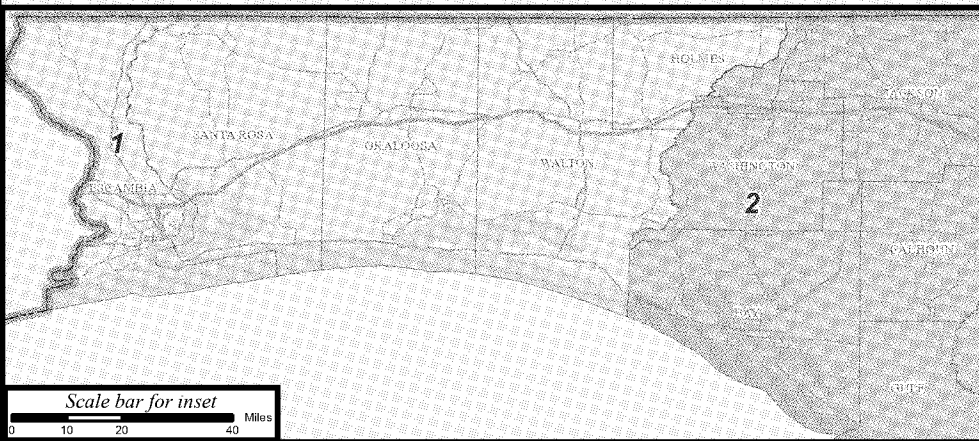 HOLMES
JACKSON
1
SANTA ROSA
OKALOOSA
WALTON
WASHINGTON
ESCAMBIA
2
CALHOUN
BAY
GULF
Scale bar for inset
Miles
0 10 20 40